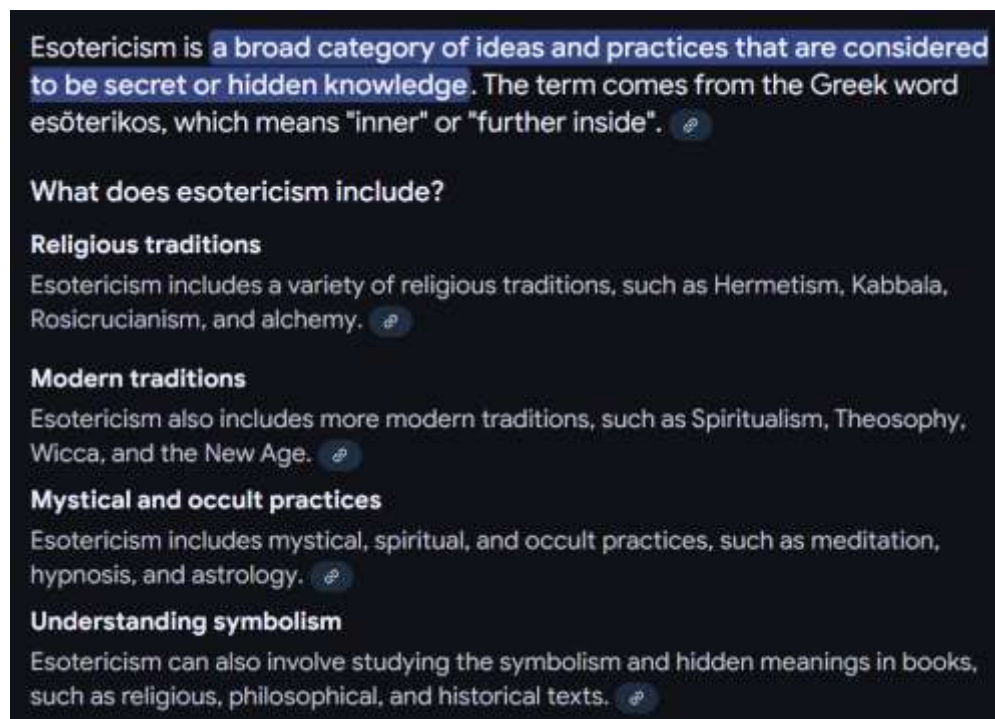 Esotericism is a broad category of ideas and practices that are considered
to be secret or hidden knowledge. The term comes from the Greek word
esōterikos, which means "inner" or "further inside".
What does esotericism include?
Religious traditions
Esotericism includes a variety of religious traditions, such as Hermetism, Kabbala,
Rosicrucianism, and alchemy.
Modern traditions
Esotericism also includes more modern traditions, such as Spiritualism, Theosophy,
Wicca, and the New Age.
Mystical and occult practices
Esotericism includes mystical, spiritual, and occult practices, such as meditation,
hypnosis, and astrology.
Understanding symbolism
Esotericism can also involve studying the symbolism and hidden meanings in books,
such as religious, philosophical, and historical texts.